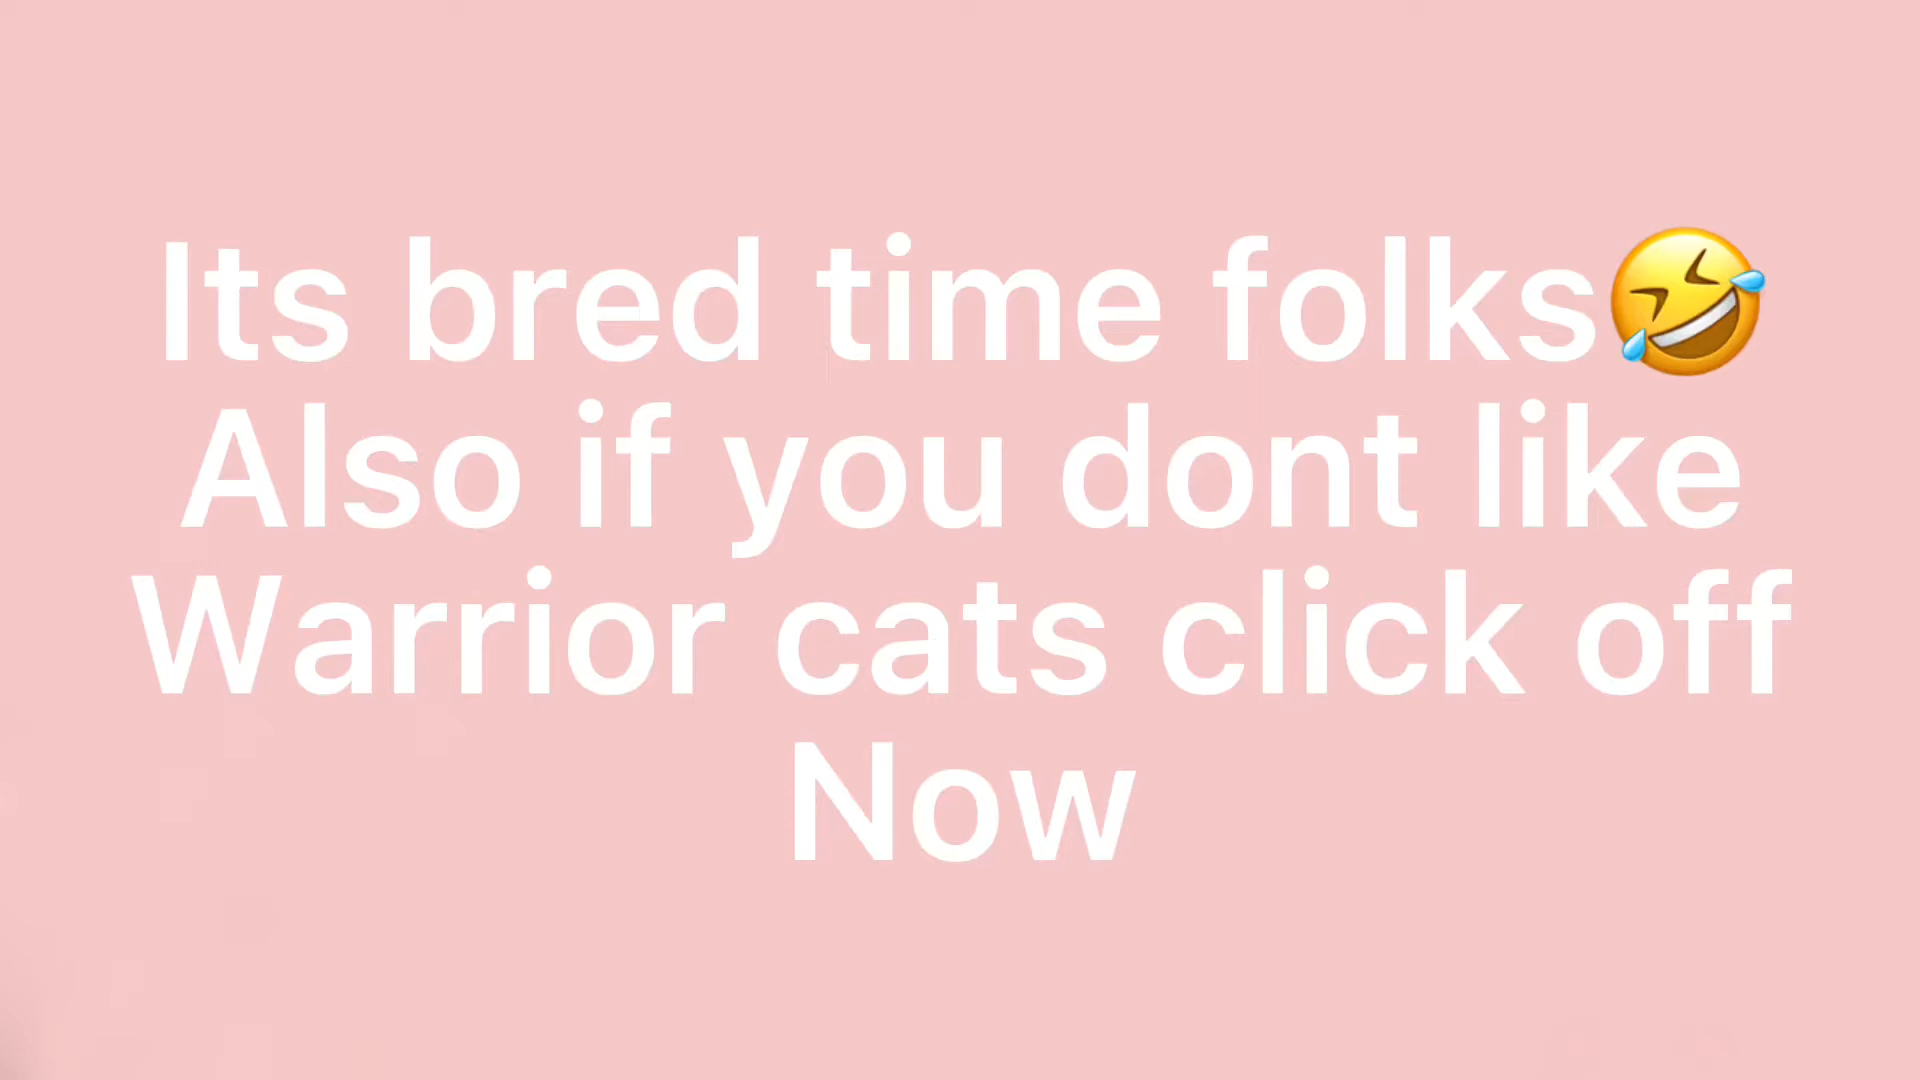 Its bred time folks🤣
Also if you dont like
Warrior cats click off
Now